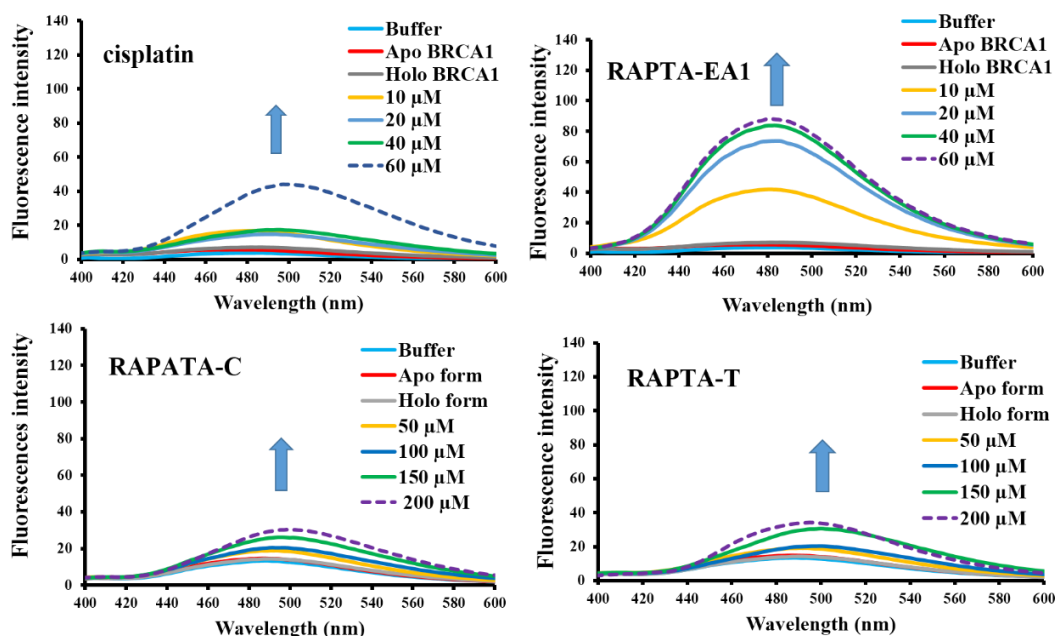 cisplatin
Fluorescence intensity
140
120
100
80
60
40
20
0
400 420 440 460 480 500 520 540 560 580 600
Wavelength (nm)
Buffer
Apo BRCA1
Holo BRCA1
10 µM
20 µM
40 µM
60 µM
RAPTA-EA1
Fluorescence intensity
140
120
100
80
60
40
20
0
400 420 440 460 480 500 520 540 560 580 600
Wavelength (nm)
Buffer
Apo BRCA1
Holo BRCA1
10 µM
20 µM
40 µM
60 µM
RAPATA-C
Fluorescences intensity
140
120
100
80
60
40
20
0
400 420 440 460 480 500 520 540 560 580 600
Wavelength (nm)
Buffer
Apo form
Holo form
50 µM
100 µM
150 µM
200 µM
RAPTA-T
Fluorescence intensity
140
120
100
80
60
40
20
0
400 420 440 460 480 500 520 540 560 580 600
Wavelength (nm)
Buffer
Apo form
Holo form
50 µM
100 µM
150 µM
200 µM